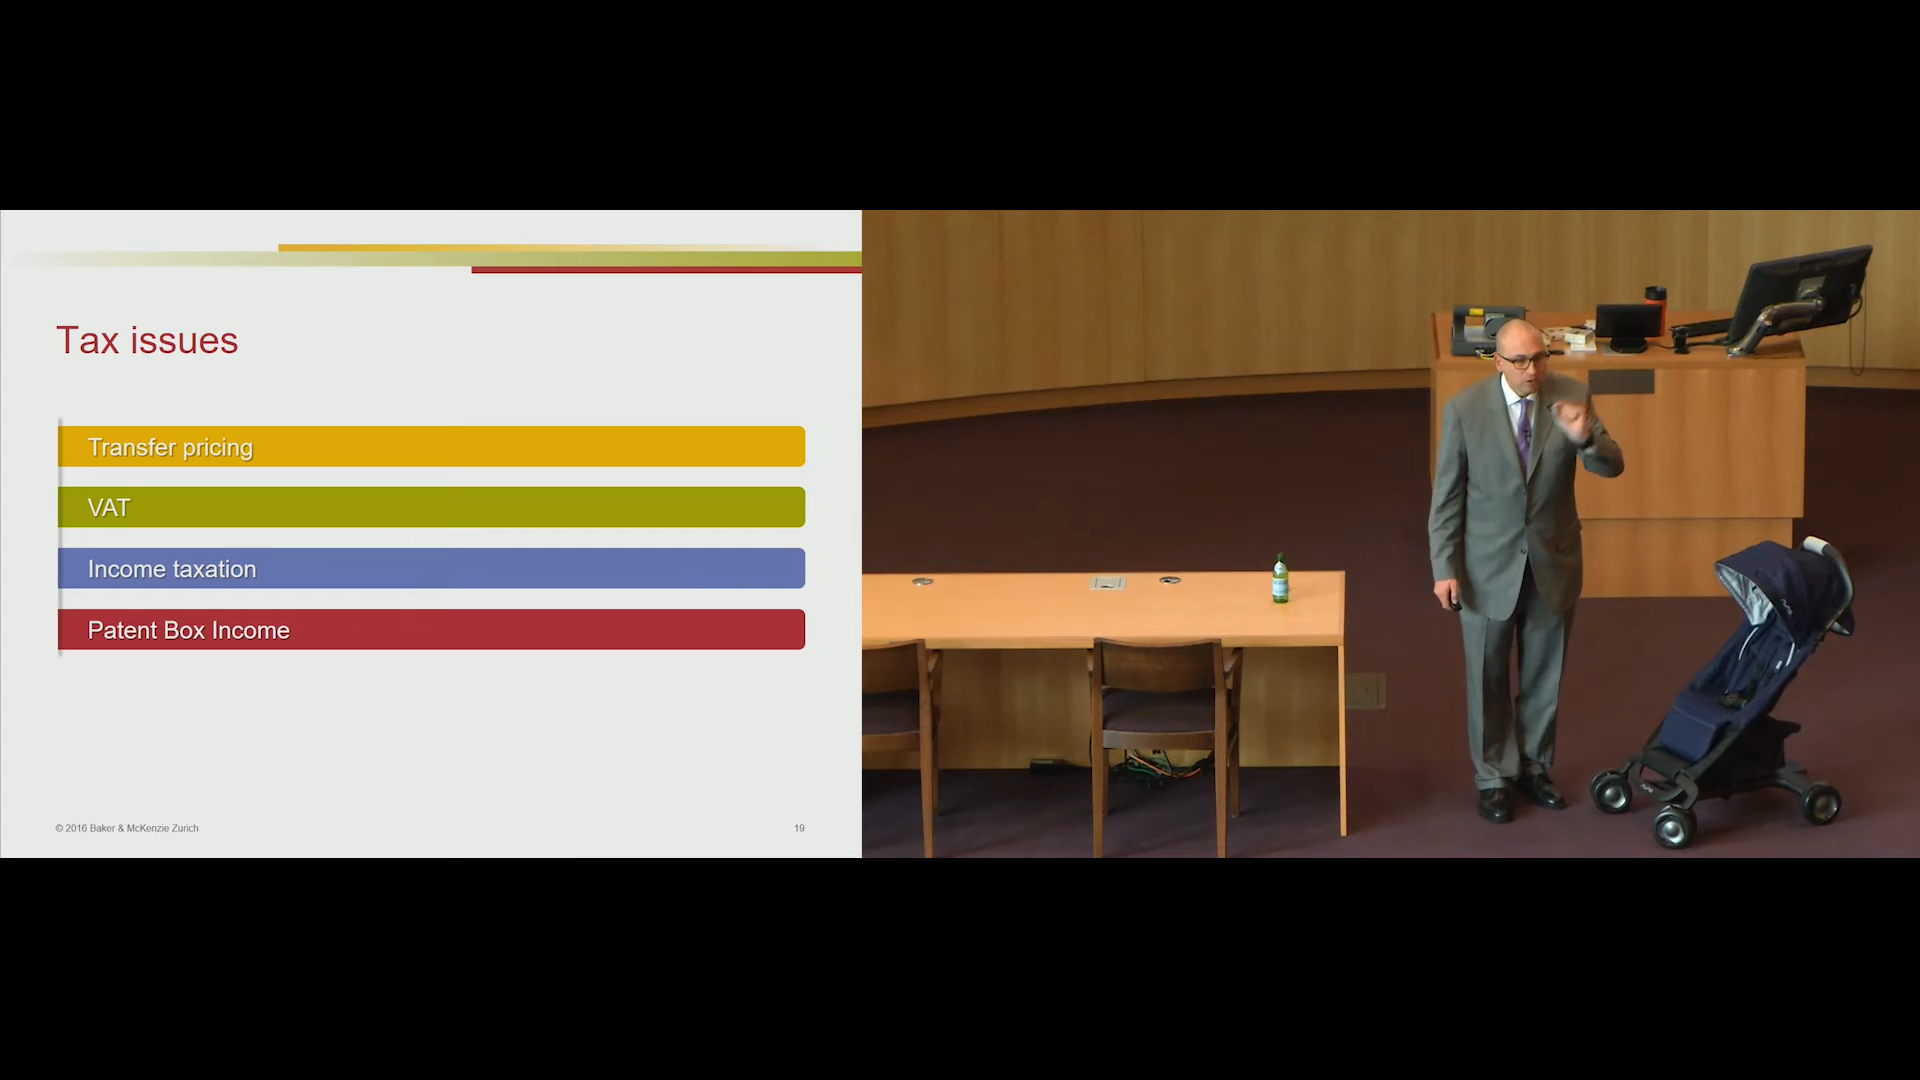 Tax issues
Transfer pricing
VAT
Income taxation
Patent Box Income
© 2016 Baker & McKenzie Zurich
19